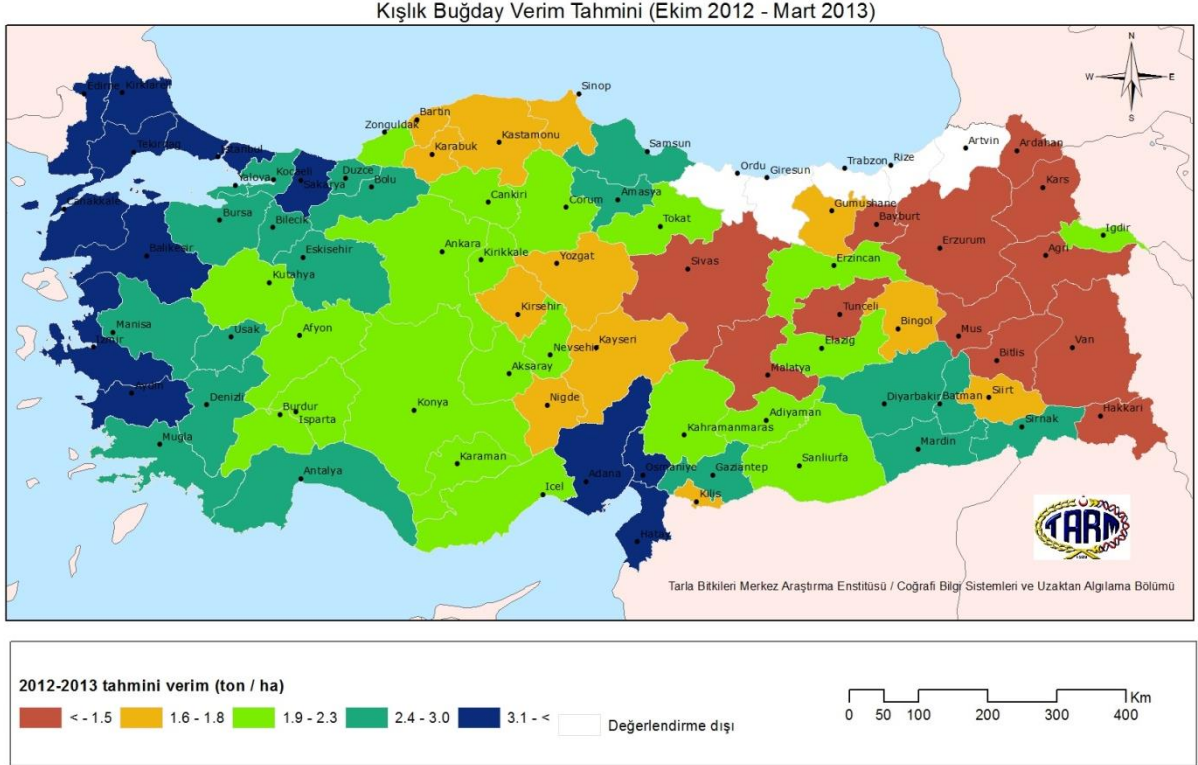 Kışlık Buğday Verim Tahmini (Ekim 2012 - Mart 2013)
N
W E
S
Sinop
Edirne Kırklareli
Bartin
Zonguldak
Kastamonu
Karabuk
Samsun
Artvin
Ardahan
Tekirdag
Istanbul
Ordu
Giresun
Trabzon
Rize
Kocaeli
Sakarya
Duzce
Bolu
Yalova
Kars
Canakkale
Cankiri
Corum
Amasya
Gumushane
Bayburt
Bursa
Bilecik
Tokat
Igdir
Balikesir
Eskisehir
Ankara
Kirikkale
Yozgat
Sivas
Erzincan
Erzurum
Agri
Kutahya
Kirsehir
Tunceli
Bingol
Manisa
Izmir
Usak
Afyon
Nevsehir
Kayseri
Elazig
Mus
Bitlis
Van
Aksaray
Malatya
Aydin
Denizli
Burdur
Isparta
Konya
Nigde
Diyarbakir
Batman
Siirt
Adiyaman
Hakkari
Mugla
Kahramanmaras
Sirnak
Mardin
Antalya
Karaman
Icel
Adana
Osmaniye
Gaziantep
Sanliurfa
Kilis
Hatay
TARM
Tarla Bitkileri Merkez Araştırma Enstitüsü / Coğrafi Bilgi Sistemleri ve Uzaktan Algılama Bölümü
2012-2013 tahmini verim (ton / ha)
< - 1.5 1.6 - 1.8 1.9 - 2.3 2.4 - 3.0 3.1 - < Değerlendirme dışı
Km
0 50 100 200 300 400